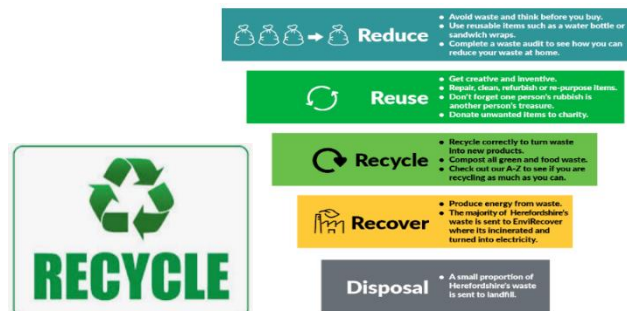 Reduce
• Avoid waste and think before you buy.
• Use reusable items such as a water bottle or
sandwich wraps.
• Complete a waste audit to see how you can
reduce your waste at home.
Reuse
• Get creative and inventive.
• Repair, clean, refurbish or re-purpose items.
• Don't forget one person's rubbish is
another person's treasure.
• Donate unwanted items to charity.
Recycle
• Recycle correctly to turn waste
into new products.
• Compost all green and food waste.
• Check out our A-Z to see if you are
recycling as much as you can.
Recover
• Produce energy from waste.
• The majority of Herefordshire's
waste is sent to EnviRecover
where its incinerated and
turned into electricity.
Disposal
• A small proportion of
Herefordshire's waste
is sent to landfill.
RECYCLE